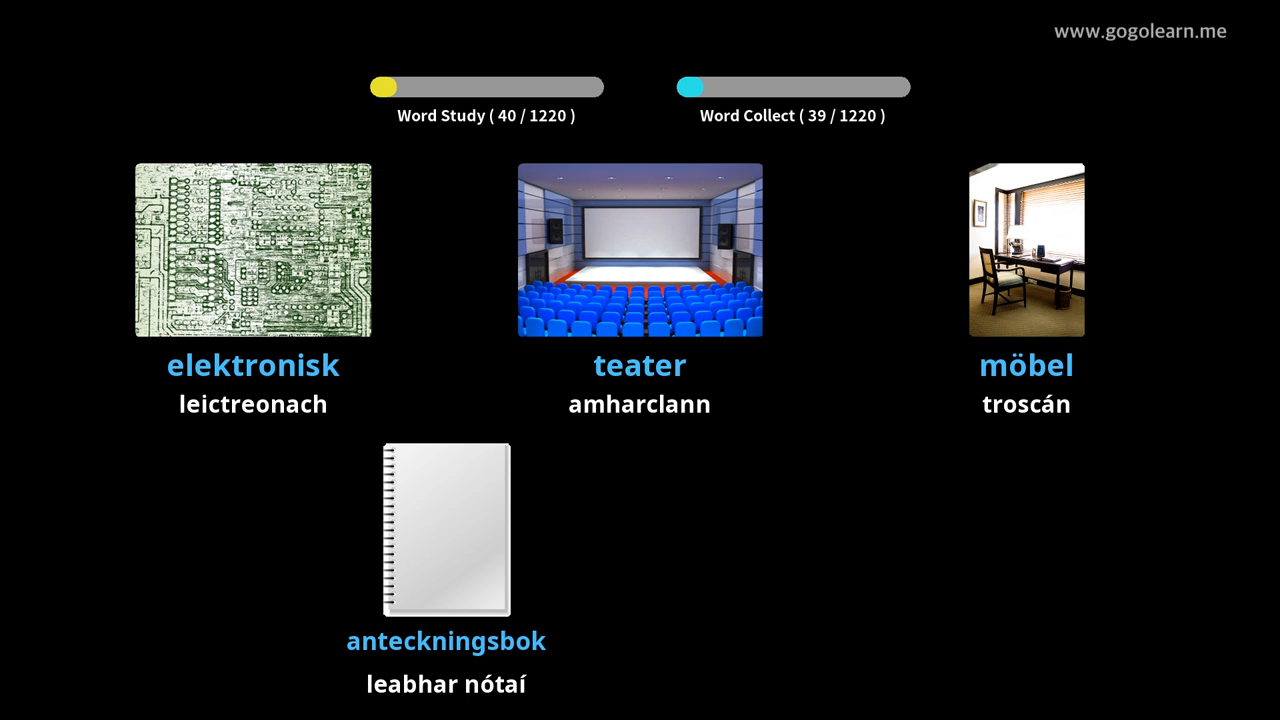 www.gogolearn.me
Word Study ( 40 / 1220 )
Word Collect ( 39 / 1220 )
elektronisk
teater
möbel
leictreonach
amharclann
troscán
anteckningsbok
leabhar nótaí